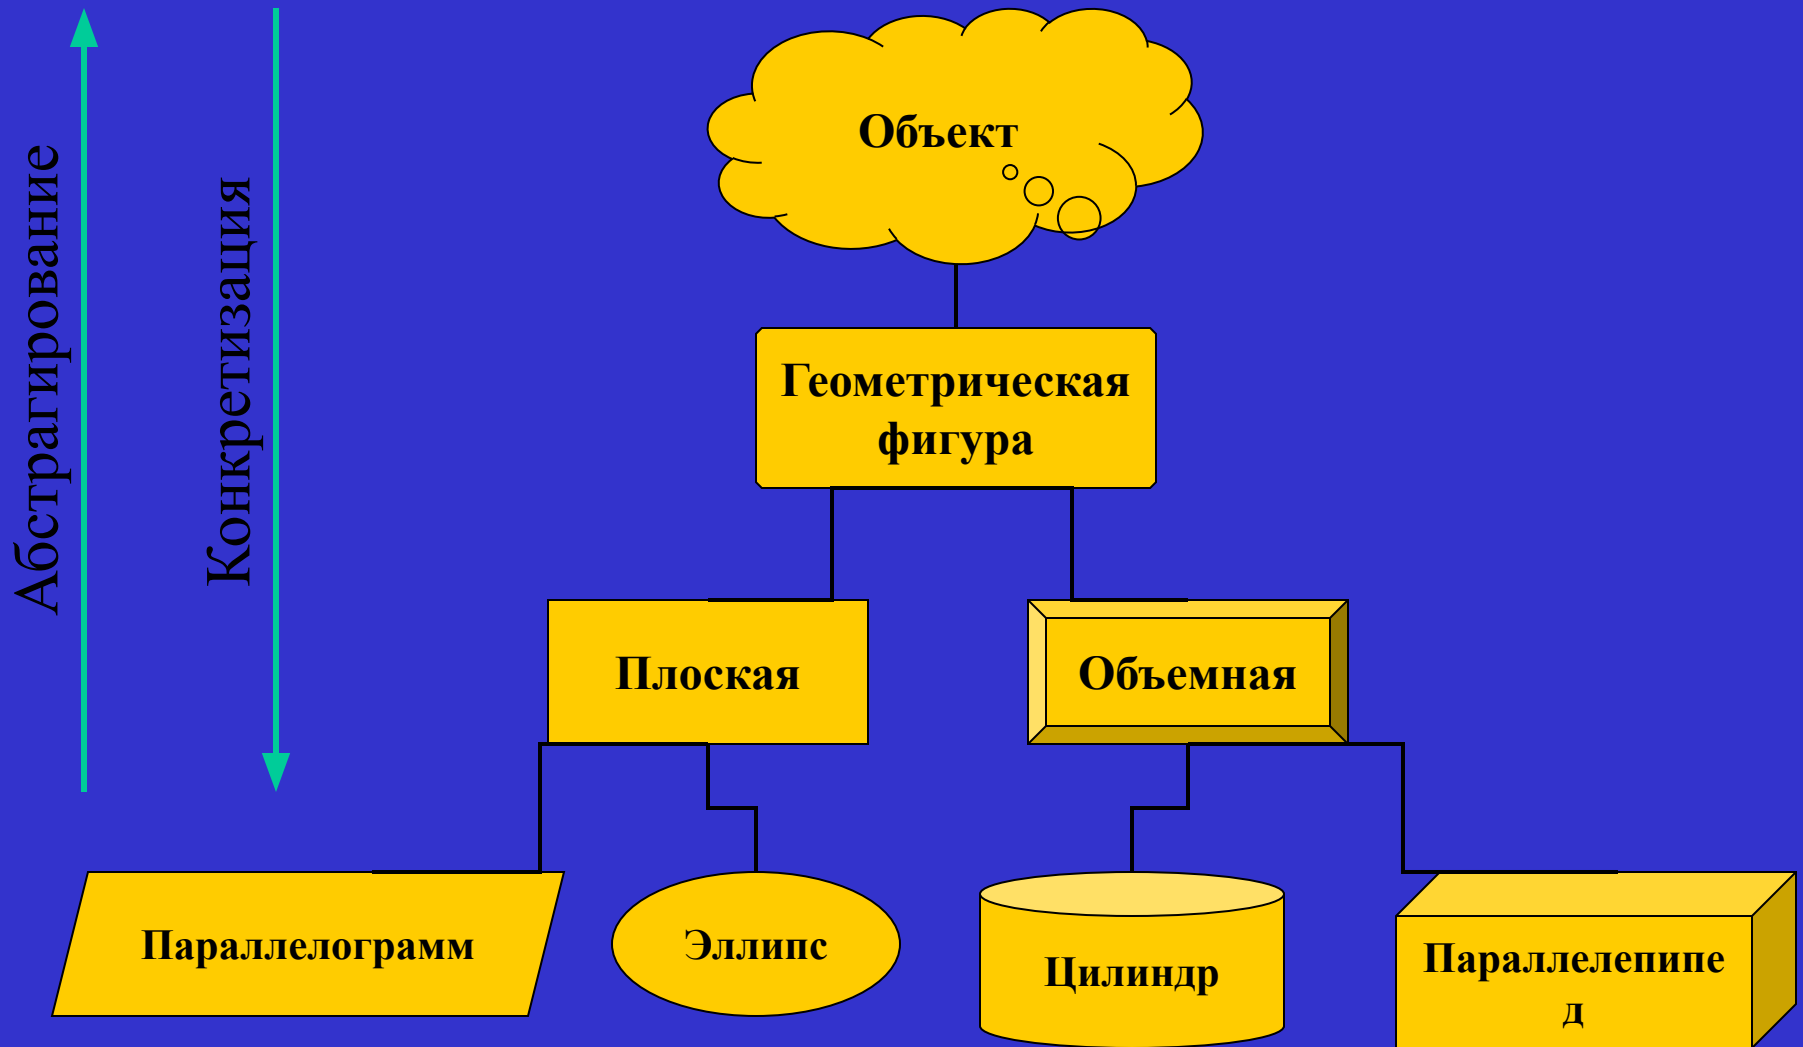 Абстрагирование
Конкретизация
Объект
Геометрическая
фигура
Плоская
Объемная
Параллелограмм
Эллипс
Цилиндр
Параллелепипе
д